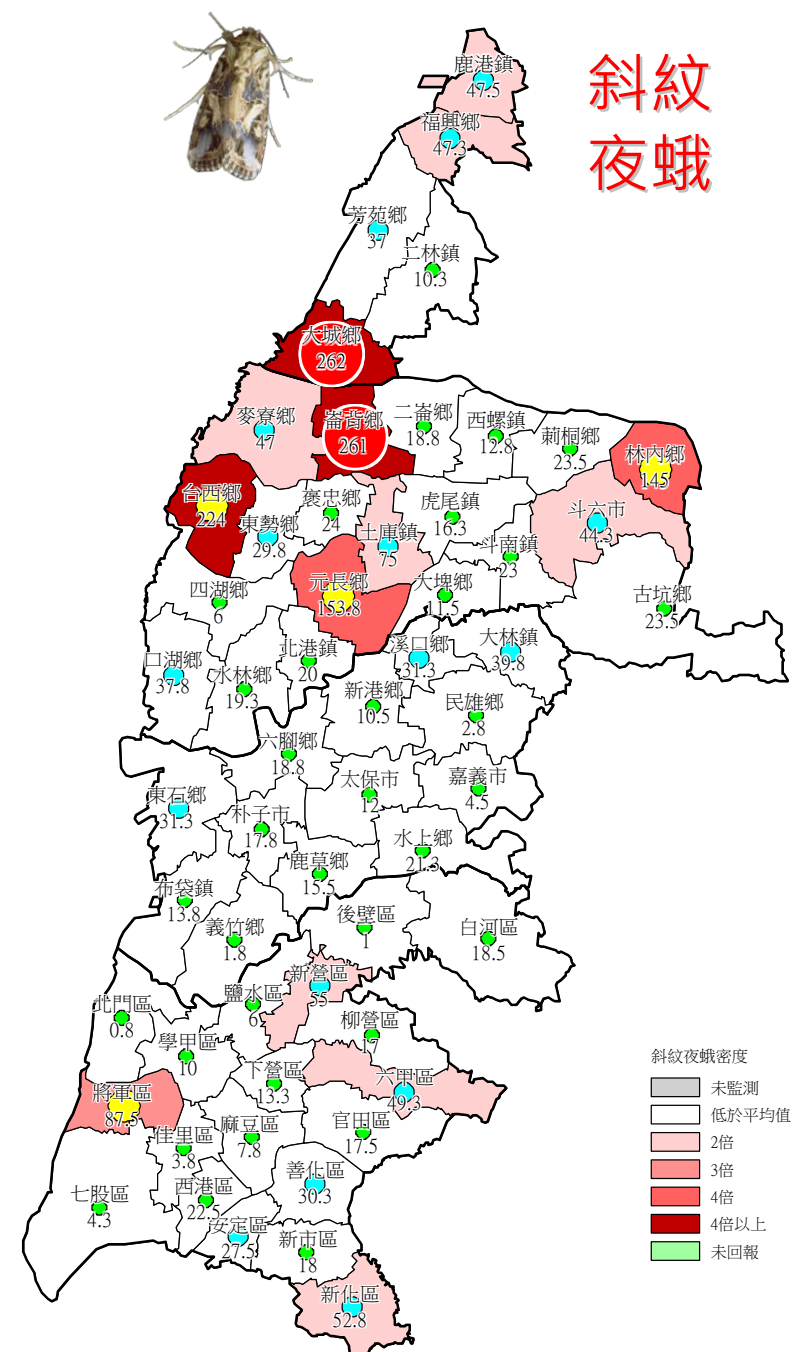 斜紋
夜蛾
鹿港鎮
47.5
福興鄉
47.3
芳苑鄉
37
二林鎮
10.3
大城鄉
262
麥寮鄉
47
崙背鄉
261
二崙鄉
18.8
西螺鎮
12.8
莿桐鄉
23.5
林內鄉
145
台西鄉
224
東勢鄉
29.8
褒忠鄉
24
土庫鎮
75
虎尾鎮
16.3
斗南鎮
23
斗六市
44.3
四湖鄉
6
元長鄉
153.8
大埤鄉
11.5
古坑鄉
23.5
口湖鄉
37.8
水林鄉
19.3
北港鎮
20
溪口鄉
31.3
大林鎮
39.8
新港鄉
10.5
民雄鄉
2.8
六腳鄉
18.8
太保市
12
嘉義市
4.5
東石鄉
31.3
朴子市
17.8
水上鄉
21.3
鹿草鄉
15.5
布袋鎮
13.8
義竹鄉
1.8
後壁區
1
白河區
18.5
新營區
55
鹽水區
6
北門區
0.8
柳營區
17
學甲區
10
下營區
13.3
六甲區
49.3
將軍區
87.5
佳里區
3.8
麻豆區
7.8
官田區
17.5
七股區
4.3
西港區
22.5
善化區
30.3
安定區
27.5
新市區
18
新化區
52.8
斜紋夜蛾密度
未監測
低於平均值
2倍
3倍
4倍
4倍以上
未回報